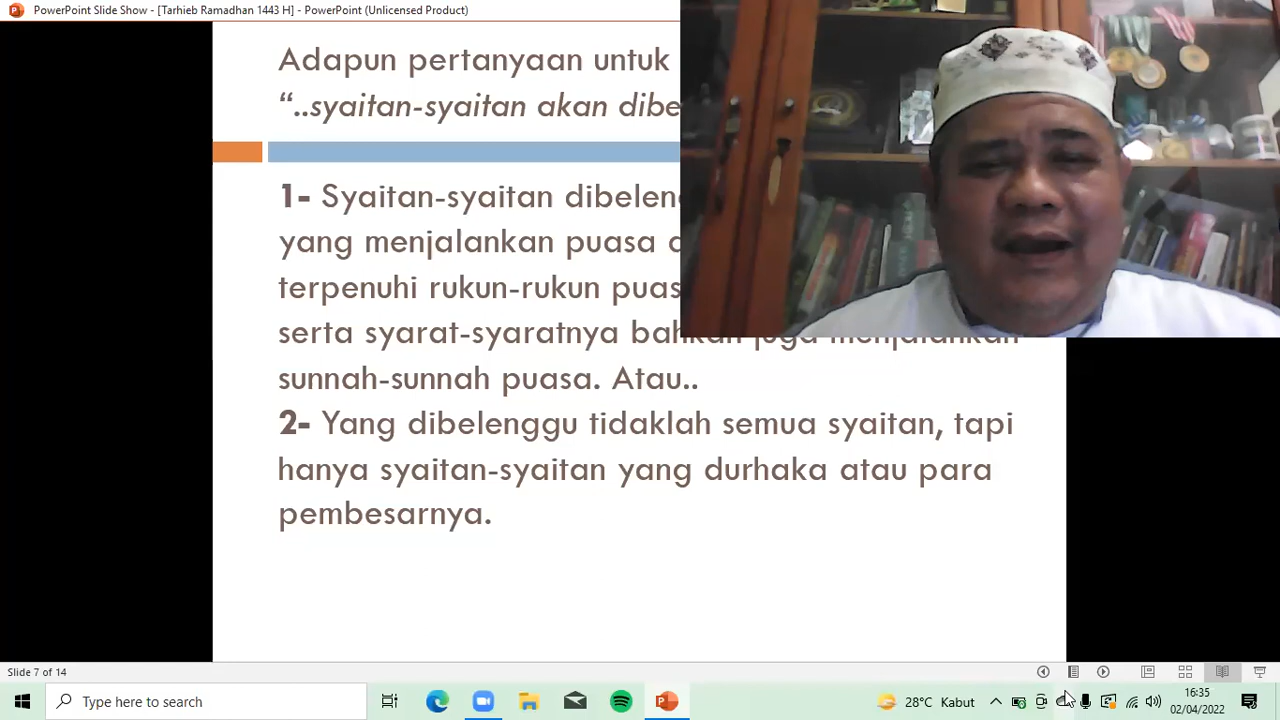 PowerPoint Slide Show - [Tarhieb Ramadhan 1443 H] - PowerPoint (Unlicensed Product)
Adapun pertanyaan untuk
“..syaitan-syaitan akan
1- Syaitan-syaitan
yang menjalankan puasa
terpenuhi rukun-rukun
serta syarat-syaratnya bahkan juga menjalankan
sunnah-sunnah puasa. Atau..
2- Yang dibelenggu tidaklah semua syaitan, tapi
hanya syaitan-syaitan yang durhaka atau para
pembesarnya.
Slide 7 of 14
Type here to search
28°C Kabut
16:35
02/04/2022